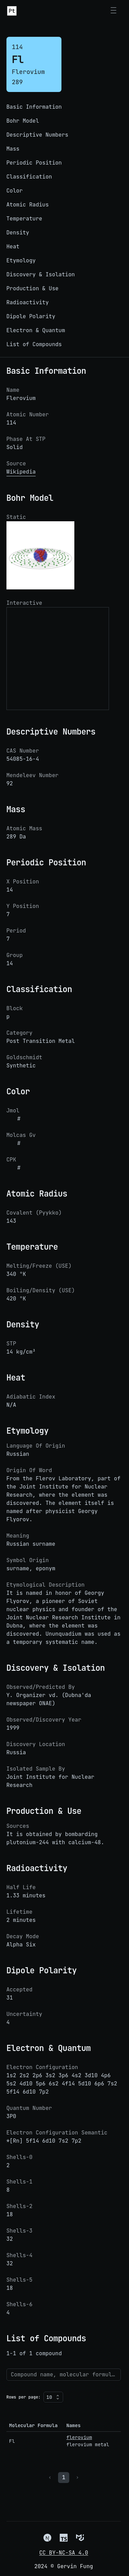 Pt
114
Fl
Flerovium
289
Basic Information
Bohr Model
Descriptive Numbers
Mass
Periodic Position
Classification
Color
Atomic Radius
Temperature
Density
Heat
Etymology
Discovery & Isolation
Production & Use
Radioactivity
Dipole Polarity
Electron & Quantum
List of Compounds
Basic Information
Name
Flerovium
Atomic Number
114
Phase At STP
Solid
Source
Wikipedia
Bohr Model
Static
Interactive
Descriptive Numbers
CAS Number
54085-16-4
Mendeleev Number
92
Mass
Atomic Mass
289 Da
Periodic Position
X Position
14
Y Position
7
Period
7
Group
14
Classification
Block
p
Category
Post Transition Metal
Goldschmidt
Synthetic
Color
Jmol
#
Molcas Gv
#
CPK
#
Atomic Radius
Covalent (Pyykko)
143
Temperature
Melting/Freeze (USE)
340 °K
Boiling/Density (USE)
420 °K
Density
STP
14 kg/cm³
Heat
Adiabatic Index
N/A
Etymology
Language Of Origin
Russian
Origin Of Word
From the Flerov Laboratory, part of
the Joint Institute for Nuclear
Research, where the element was
discovered. The element itself is
named after physicist Georgy
Flyorov.
Meaning
Russian surname
Symbol Origin
surname, eponym
Etymological Description
It is named in honor of Georgy
Flyorov, a pioneer of Soviet
nuclear physics and founder of the
Joint Nuclear Research Institute in
Dubna, where the element was
discovered. Ununquadium was used as
a temporary systematic name.
Discovery & Isolation
Observed/Predicted By
Y. Organizer vd. (Dubna'da
newspaper ONAE)
Observed/Discovery Year
1999
Discovery Location
Russia
Isolated Sample By
Joint Institute for Nuclear
Research
Production & Use
Sources
It is obtained by bombarding
plutonium-244 with calcium-48.
Radioactivity
Half Life
1.33 minutes
Lifetime
2 minutes
Decay Mode
Alpha Six
Dipole Polarity
Accepted
31
Uncertainty
4
Electron & Quantum
Electron Configuration
1s2 2s2 2p6 3s2 3p6 4s2 3d10 4p6
5s2 4d10 5p6 6s2 4f14 5d10 6p6 7s2
5f14 6d10 7p2
Quantum Number
3P0
Electron Configuration Semantic
*[Rn] 5f14 6d10 7s2 7p2
Shells-0
2
Shells-1
8
Shells-2
18
Shells-3
32
Shells-4
32
Shells-5
18
Shells-6
4
List of Compounds
1-1 of 1 compound
Compound name, molecular formul…
Rows per page: 10
Molecular Formula Names
Fl flerovium
flerovium metal
‹ 1 ›
TS
CC BY-NC-SA 4.0
2024 © Gervin Fung